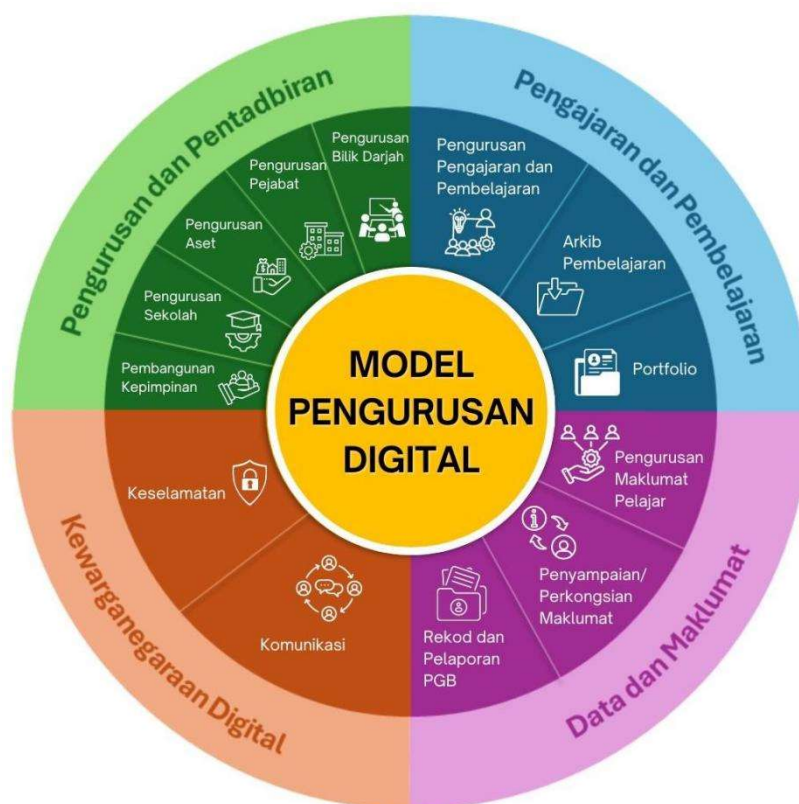 MODEL
PENGURUSAN
DIGITAL
Pengurusan dan Pentadbiran
Pengurusan
Bilik Darjah
Pengurusan
Pejabat
Pengurusan
Aset
Pengurusan
Sekolah
Pembangunan
Kepimpinan
Pengajaran dan Pembelajaran
Pengurusan
Pengajaran dan
Pembelajaran
Arkib
Pembelajaran
Portfolio
Data dan Maklumat
Pengurusan
Maklumat
Pelajar
Penyampaian/
Perkongsian
Maklumat
Rekod dan
Pelaporan
PGB
Kewarganegaraan Digital
Komunikasi
Keselamatan